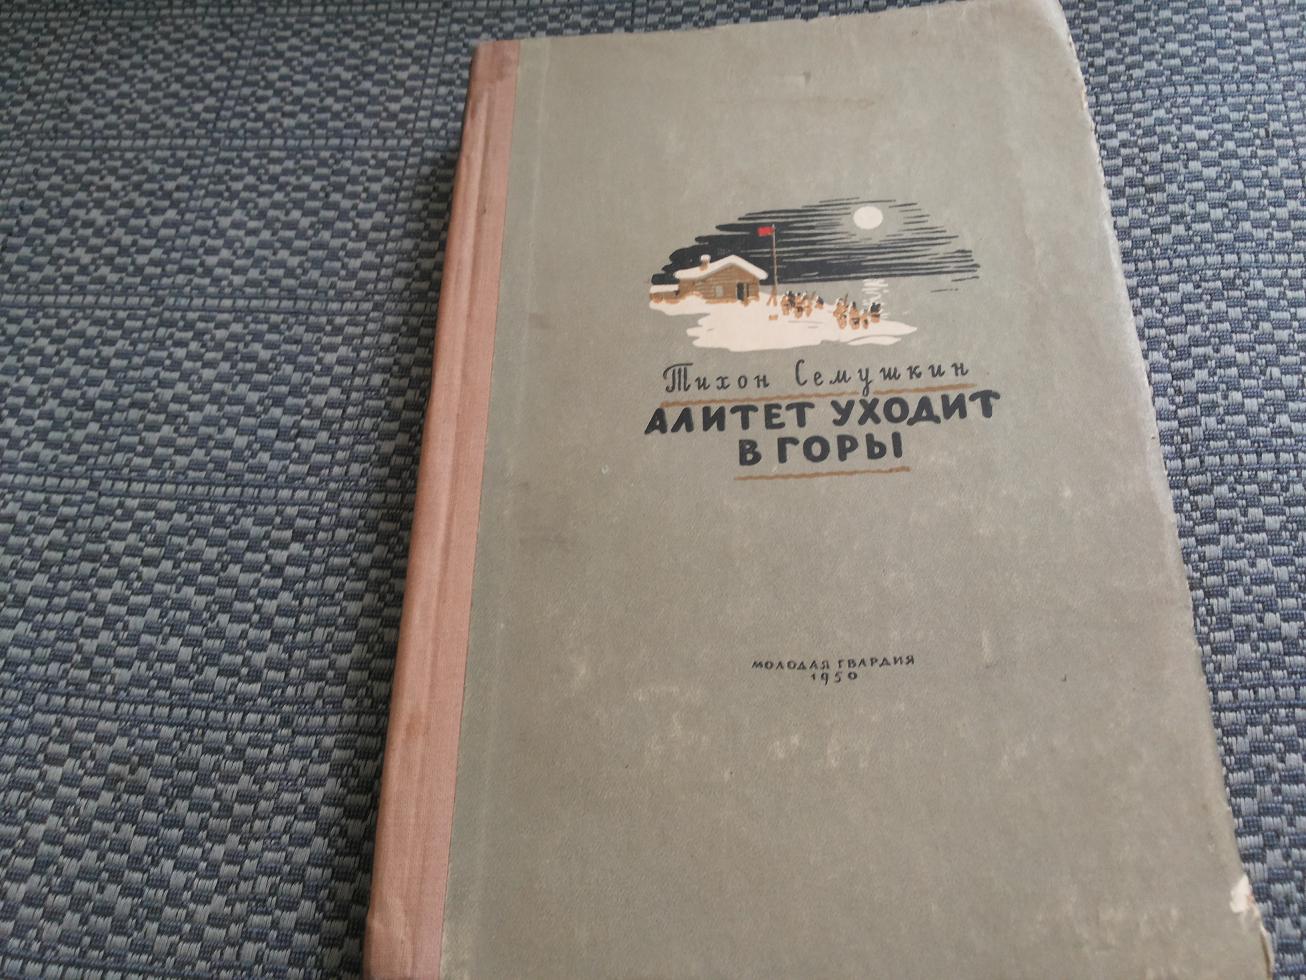 Тихон Семушкин
АЛИТЕТ УХОДИТ
В ГОРЫ
МОЛОДАЯ ГВАРДИЯ
1950